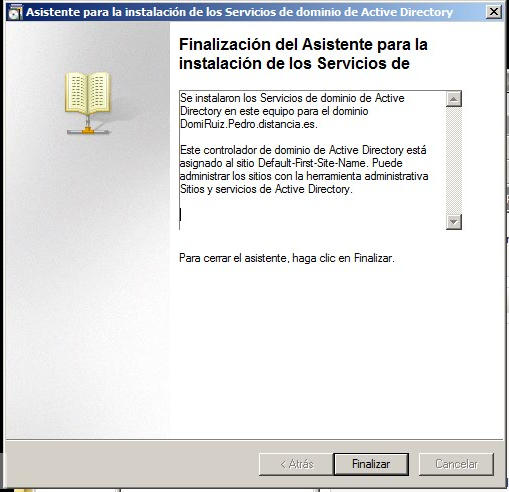 Asistente para la instalación de los Servicios de dominio de Active Directory
Finalización del Asistente para la
instalación de los Servicios de
Se instalaron los Servicios de dominio de Active
Directory en este equipo para el dominio
DomiRuiz.Pedro.distancia.es.
Este controlador de dominio de Active Directory está
asignado al sitio Default-First-Site-Name. Puede
administrar los sitios con la herramienta administrativa
Sitios y servicios de Active Directory.
Para cerrar el asistente, haga clic en Finalizar.
< Atrás
Finalizar
Cancelar